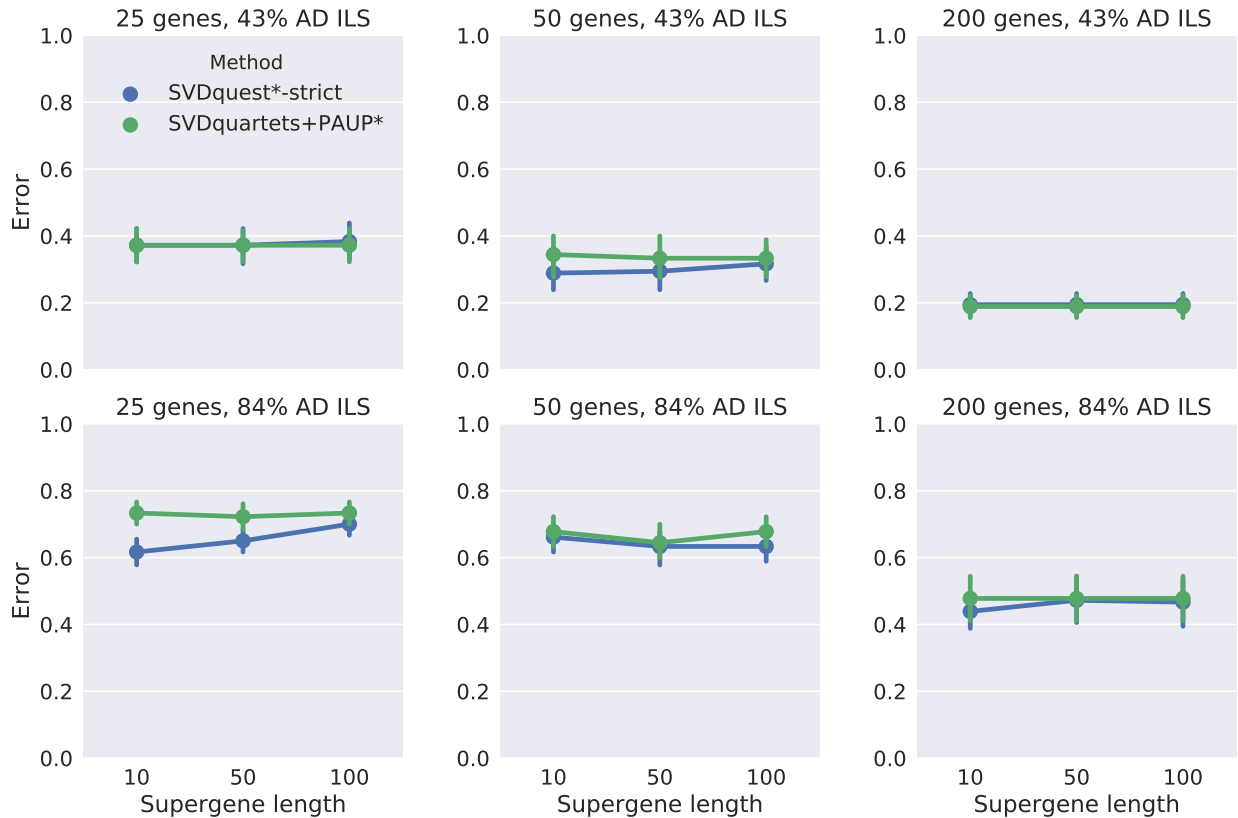 25 genes, 43% AD ILS
50 genes, 43% AD ILS
200 genes, 43% AD ILS
1.0
0.8
0.6
0.4
0.2
0.0
Error
Method
SVDquest*-strict
SVDquartets+PAUP*
1.0
0.8
0.6
0.4
0.2
0.0
1.0
0.8
0.6
0.4
0.2
0.0
25 genes, 84% AD ILS
50 genes, 84% AD ILS
200 genes, 84% AD ILS
1.0
0.8
0.6
0.4
0.2
0.0
Error
10 50 100
Supergene length
1.0
0.8
0.6
0.4
0.2
0.0
10 50 100
Supergene length
1.0
0.8
0.6
0.4
0.2
0.0
10 50 100
Supergene length